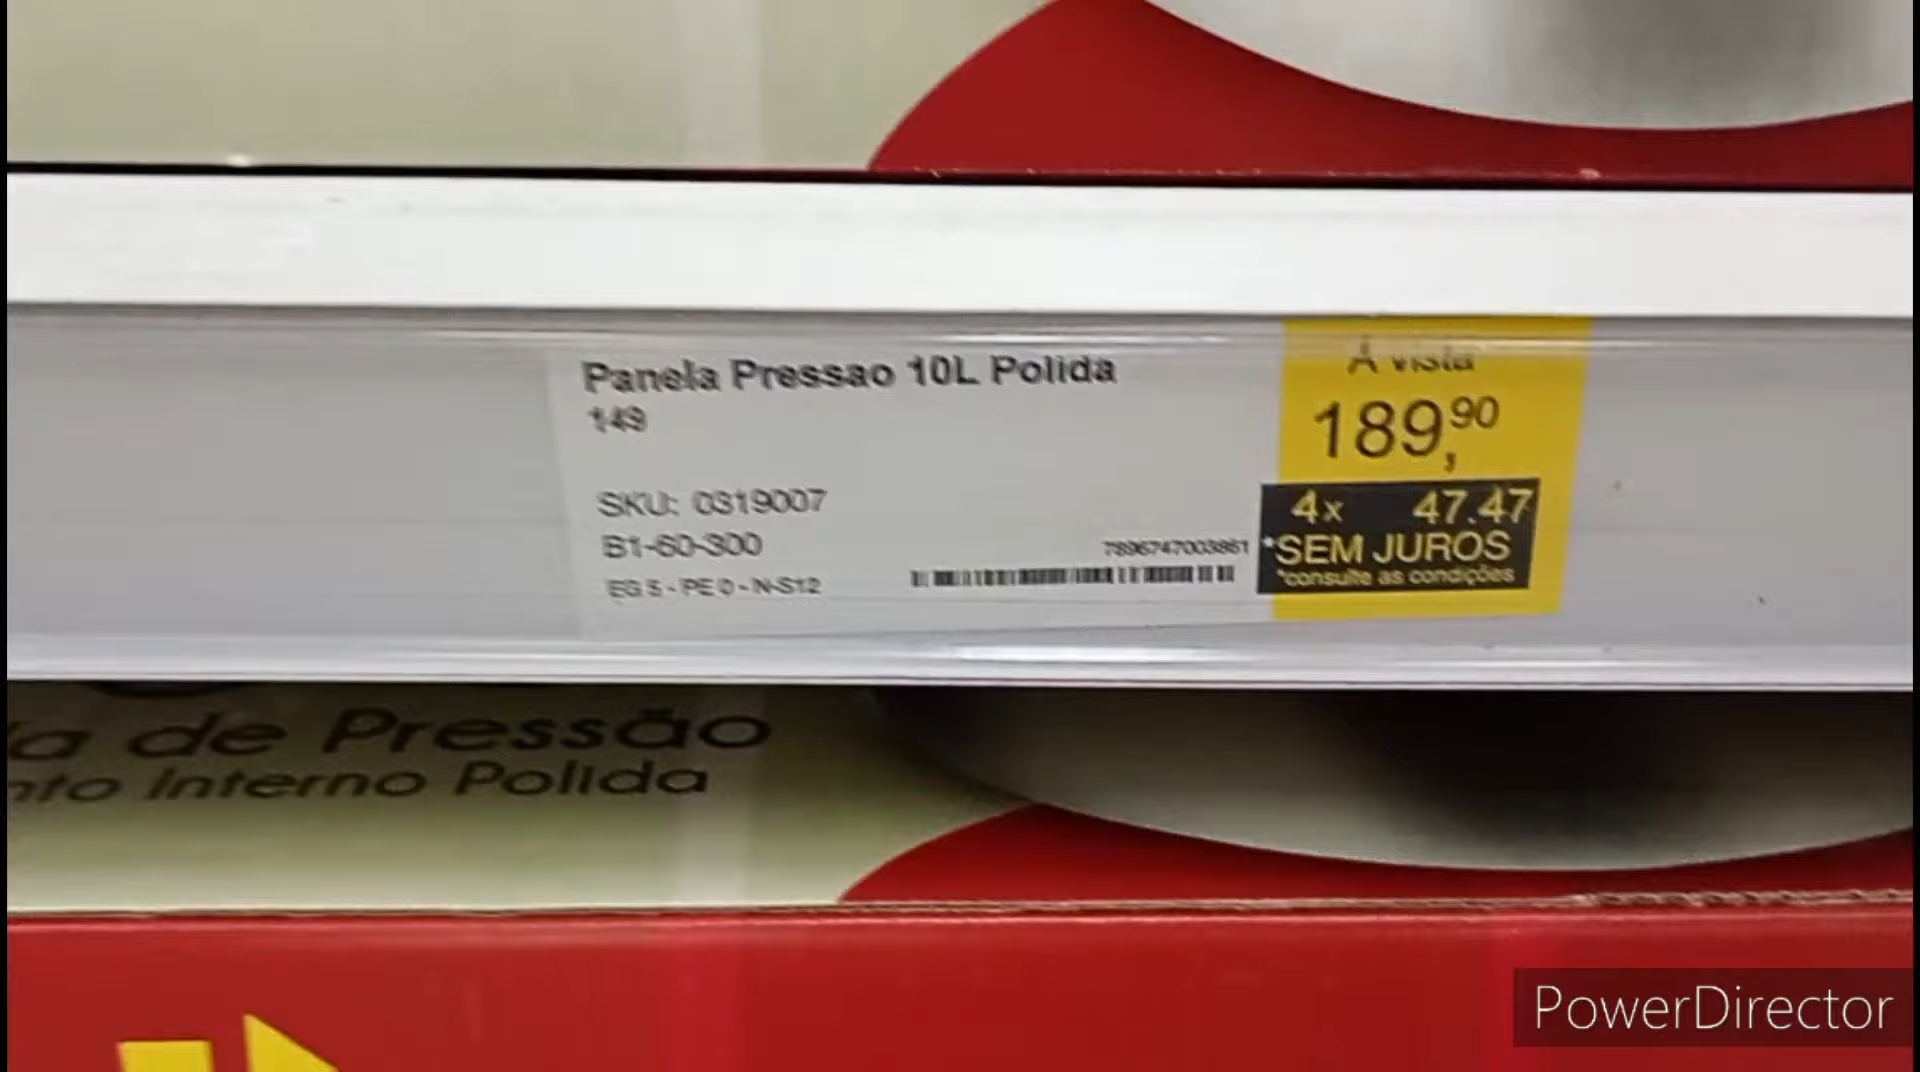 Panela Pressao 10L Polida
149
SKU: 0319007
B1-60-300
EG 5 - PE 0 - N-S12
7896747003861
À vista
189,90
4x 47.47
*SEM JUROS
*consulte as condições
de Pressão
Interno Polida
PowerDirector